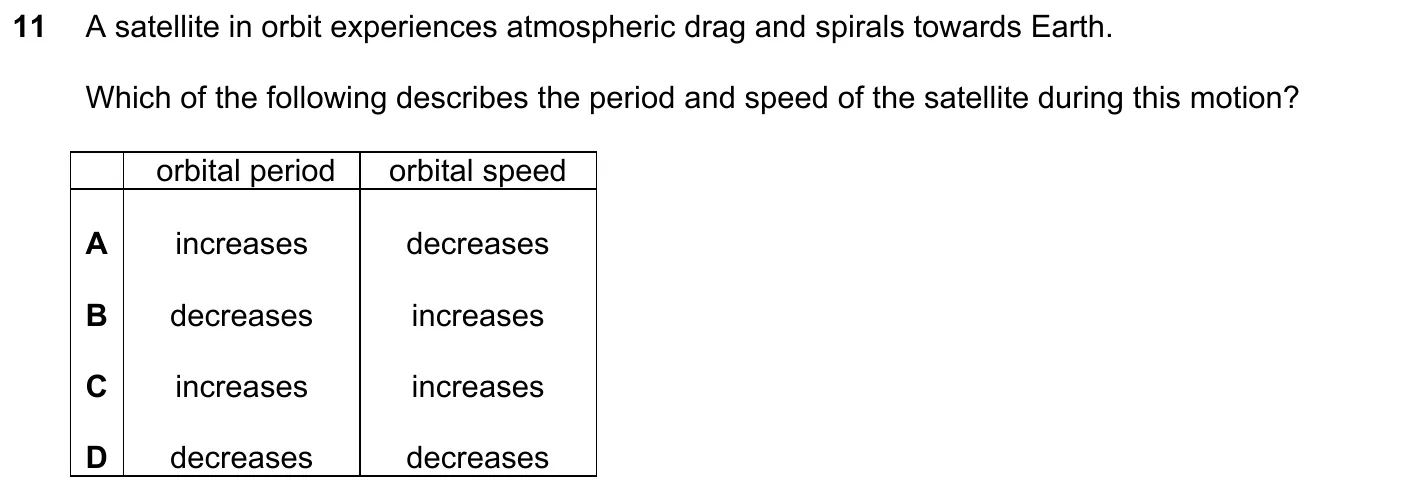 11 A satellite in orbit experiences atmospheric drag and spirals towards Earth.
Which of the following describes the period and speed of the satellite during this motion?
orbital period orbital speed
A increases decreases
B decreases increases
C increases increases
D decreases decreases